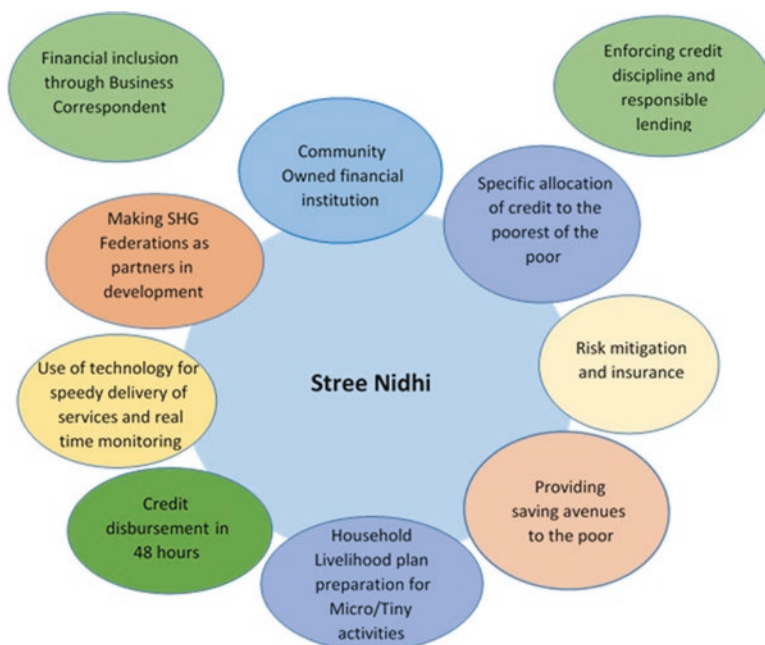 Financial inclusion
through Business
Correspondent
Enforcing credit
discipline and
responsible
lending
Community
Owned financial
institution
Specific allocation
of credit to the
poorest of the
poor
Making SHG
Federations as
partners in
development
Risk mitigation
and insurance
Use of technology for
speedy delivery of
services and real
time monitoring
Stree Nidhi
Providing
saving avenues
to the poor
Credit
disbursement in
48 hours
Household
Livelihood plan
preparation for
Micro/Tiny
activities